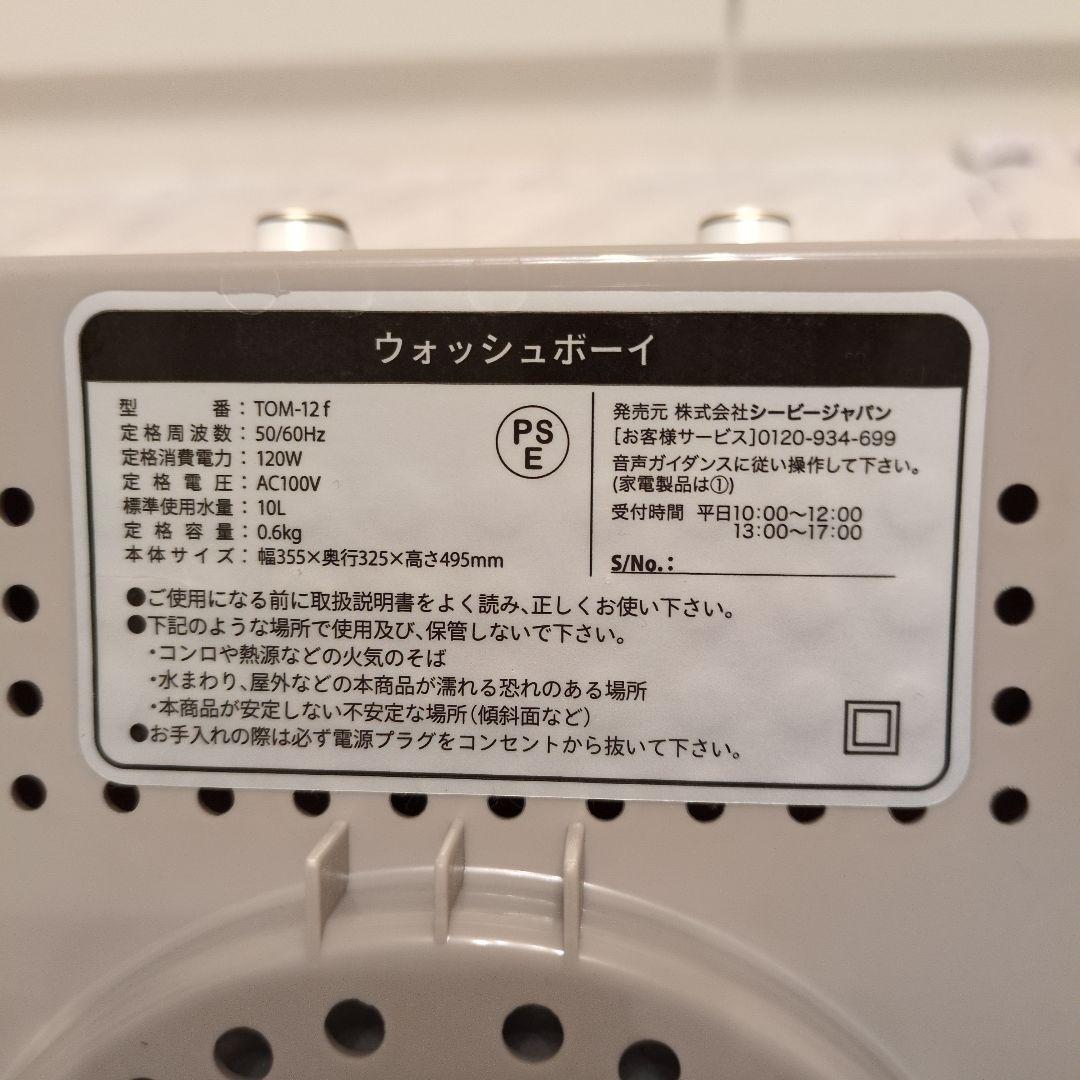 ウォッシュボーイ
型番：TOM-12f
定格周波数：50/60Hz
定格消費電力：120W
定格電圧：AC100V
標準使用水量：10L
定格容量：0.6kg
本体サイズ：幅355×奥行325×高さ495mm
PS
E
発売元 株式会社シービージャパン
[お客様サービス]0120-934-699
音声ガイダンスに従い操作して下さい。
(家電製品は①)
受付時間 平日10:00～12:00
13:00～17:00
S/No.:
●ご使用になる前に取扱説明書をよく読み、正しくお使い下さい。
●下記のような場所で使用及び、保管しないで下さい。
・コンロや熱源などの火気のそば
・水まわり、屋外などの本商品が濡れる恐れのある場所
・本商品が安定しない不安定な場所(傾斜面など)
●お手入れの際は必ず電源プラグをコンセントから抜いて下さい。